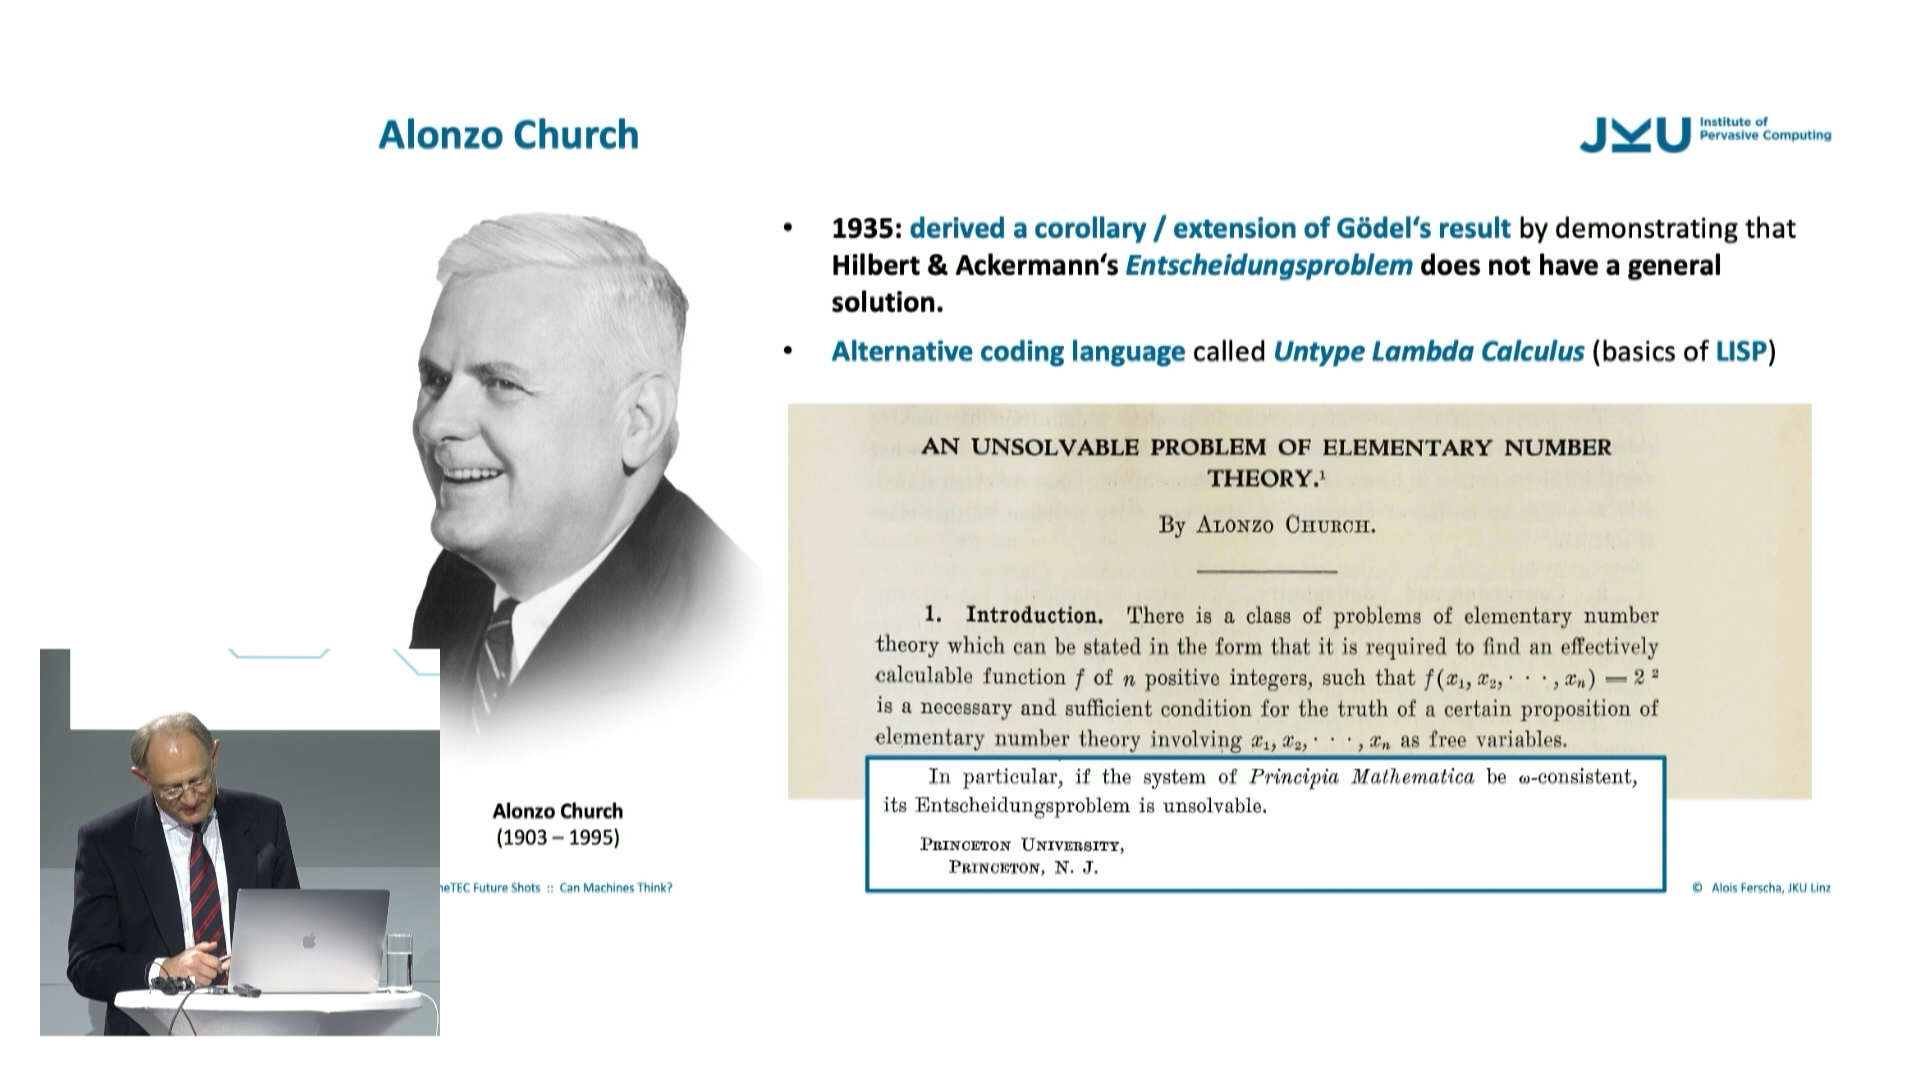 Alonzo Church
JKU Institute of
Pervasive Computing
• 1935: derived a corollary / extension of Gödel‘s result by demonstrating that
Hilbert & Ackermann‘s Entscheidungsproblem does not have a general
solution.
• Alternative coding language called Untype Lambda Calculus (basics of LISP)
AN UNSOLVABLE PROBLEM OF ELEMENTARY NUMBER
THEORY.¹
By ALONZO CHURCH.
1. Introduction. There is a class of problems of elementary number
theory which can be stated in the form that it is required to find an effectively
calculable function f of n positive integers, such that f(x₁, x₂, · · ·, xₙ) = 2 ²
is a necessary and sufficient condition for the truth of a certain proposition of
elementary number theory involving x₁, x₂, · · ·, xₙ as free variables.
In particular, if the system of Principia Mathematica be ω-consistent,
its Entscheidungsproblem is unsolvable.
PRINCETON UNIVERSITY,
PRINCETON, N. J.
Alonzo Church
(1903 – 1995)
neTEC Future Shots :: Can Machines Think?
© Alois Ferscha, JKU Linz